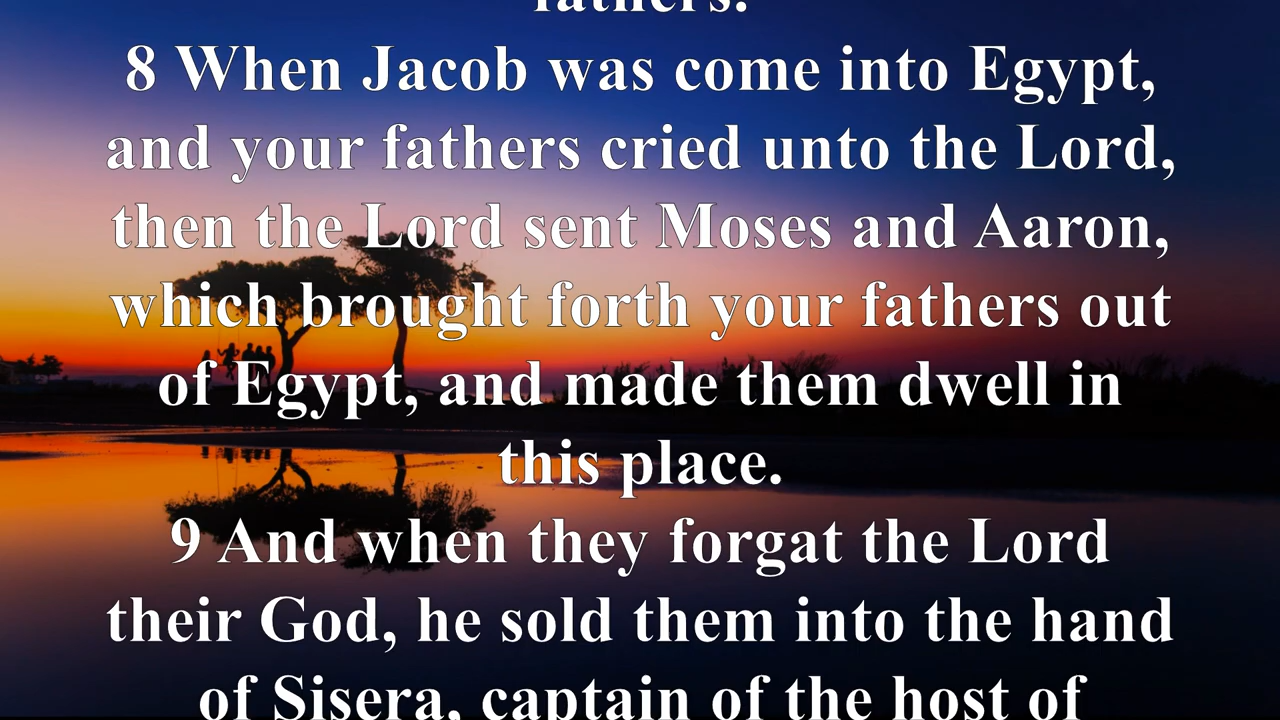 fathers.
8 When Jacob was come into Egypt,
and your fathers cried unto the Lord,
then the Lord sent Moses and Aaron,
which brought forth your fathers out
of Egypt, and made them dwell in
this place.
9 And when they forgat the Lord
their God, he sold them into the hand
of Sisera, captain of the host of